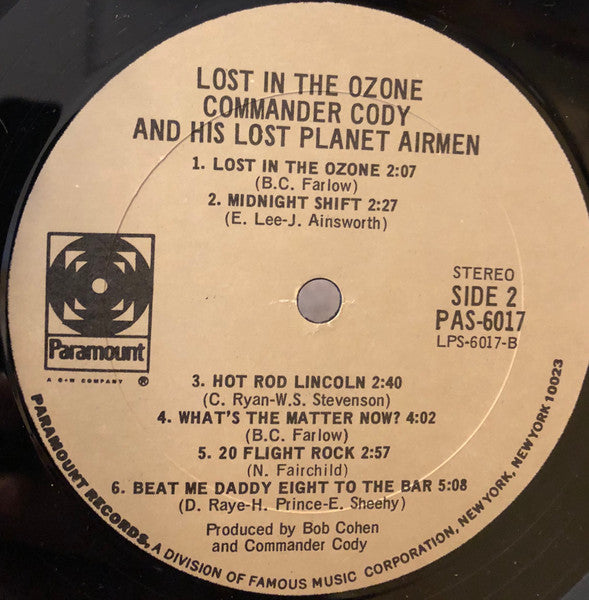 LOST IN THE OZONE
COMMANDER CODY
AND HIS LOST PLANET AIRMEN
1. LOST IN THE OZONE 2:07
(B.C. Farlow)
2. MIDNIGHT SHIFT 2:27
(E. Lee-J. Ainsworth)
STEREO
SIDE 2
PAS-6017
LPS-6017-B
Paramount
A G+W COMPANY ®
3. HOT ROD LINCOLN 2:40
(C. Ryan-W.S. Stevenson)
4. WHAT'S THE MATTER NOW? 4:02
(B.C. Farlow)
5. 20 FLIGHT ROCK 2:57
(N. Fairchild)
6. BEAT ME DADDY EIGHT TO THE BAR 5:08
(D. Raye-H. Prince-E. Sheehy)
Produced by Bob Cohen
and Commander Cody
PARAMOUNT RECORDS, A DIVISION OF FAMOUS MUSIC CORPORATION, NEW YORK, NEW YORK 10023